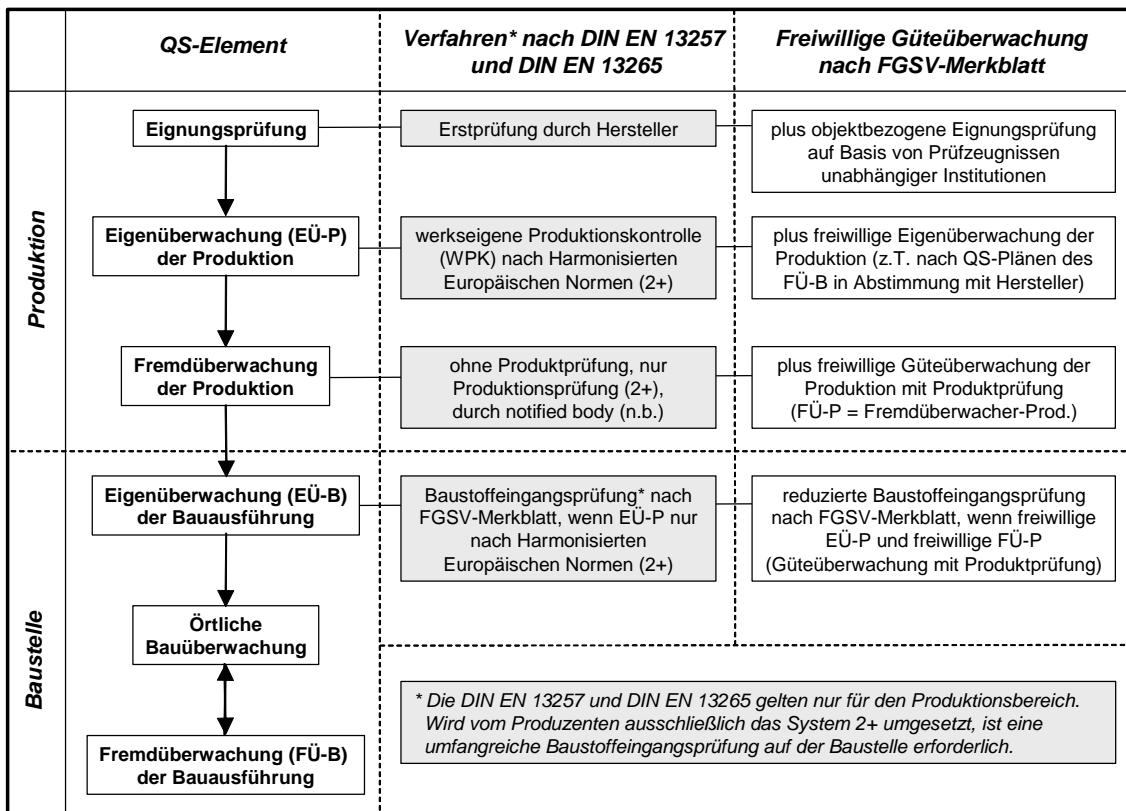 QS-Element
Verfahren* nach DIN EN 13257
und DIN EN 13265
Freiwillige Güteüberwachung
nach FGSV-Merkblatt
Produktion
Eignungsprüfung
Erstprüfung durch Hersteller
plus objektbezogene Eignungsprüfung
auf Basis von Prüfzeugnissen
unabhängiger Institutionen
Eigenüberwachung (EÜ-P)
der Produktion
werkseigene Produktionskontrolle
(WPK) nach Harmonisierten
Europäischen Normen (2+)
plus freiwillige Eigenüberwachung der
Produktion (z.T. nach QS-Plänen des
FÜ-B in Abstimmung mit Hersteller)
Fremdüberwachung
der Produktion
ohne Produktprüfung, nur
Produktionsprüfung (2+),
durch notified body (n.b.)
plus freiwillige Güteüberwachung der
Produktion mit Produktprüfung
(FÜ-P = Fremdüberwacher-Prod.)
Baustelle
Eigenüberwachung (EÜ-B)
der Bauausführung
Baustoffeingangsprüfung* nach
FGSV-Merkblatt, wenn EÜ-P nur
nach Harmonisierten
Europäischen Normen (2+)
reduzierte Baustoffeingangsprüfung
nach FGSV-Merkblatt, wenn freiwillige
EÜ-P und freiwillige FÜ-P
(Güteüberwachung mit Produktprüfung)
Örtliche
Bauüberwachung
Fremdüberwachung (FÜ-B)
der Bauausführung
* Die DIN EN 13257 und DIN EN 13265 gelten nur für den Produktionsbereich.
Wird vom Produzenten ausschließlich das System 2+ umgesetzt, ist eine
umfangreiche Baustoffeingangsprüfung auf der Baustelle erforderlich.